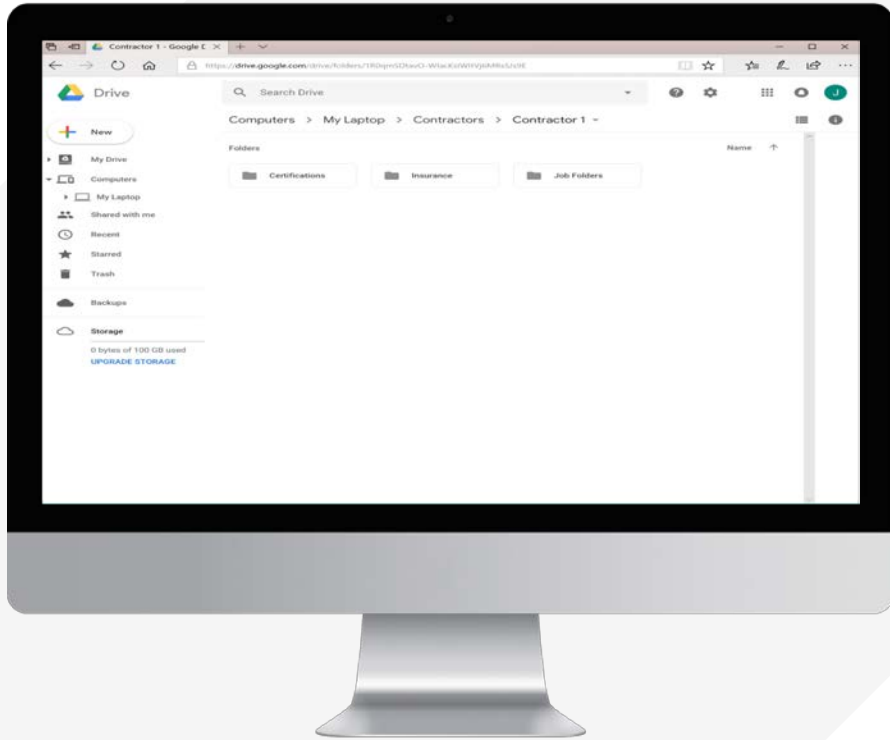 Contractor 1 - Google D
Drive
Search Drive
New
Computers > My Laptop > Contractors > Contractor 1
Folders
Name
My Drive
Computers
My Laptop
Shared with me
Recent
Starred
Trash
Backups
Storage
0 bytes of 100 GB used
UPGRADE STORAGE
Certifications
Insurance
Job Folders
J